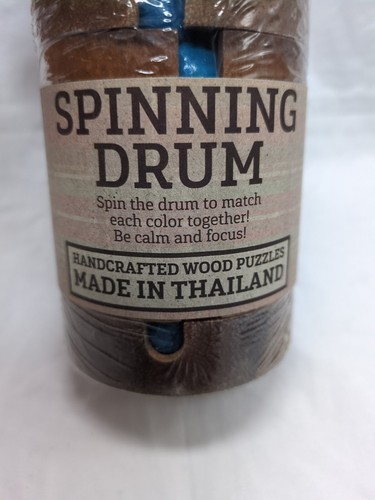 SPINNING
DRUM
Spin the drum to match
each color together!
Be calm and focus!
HANDCRAFTED WOOD PUZZLES
MADE IN THAILAND